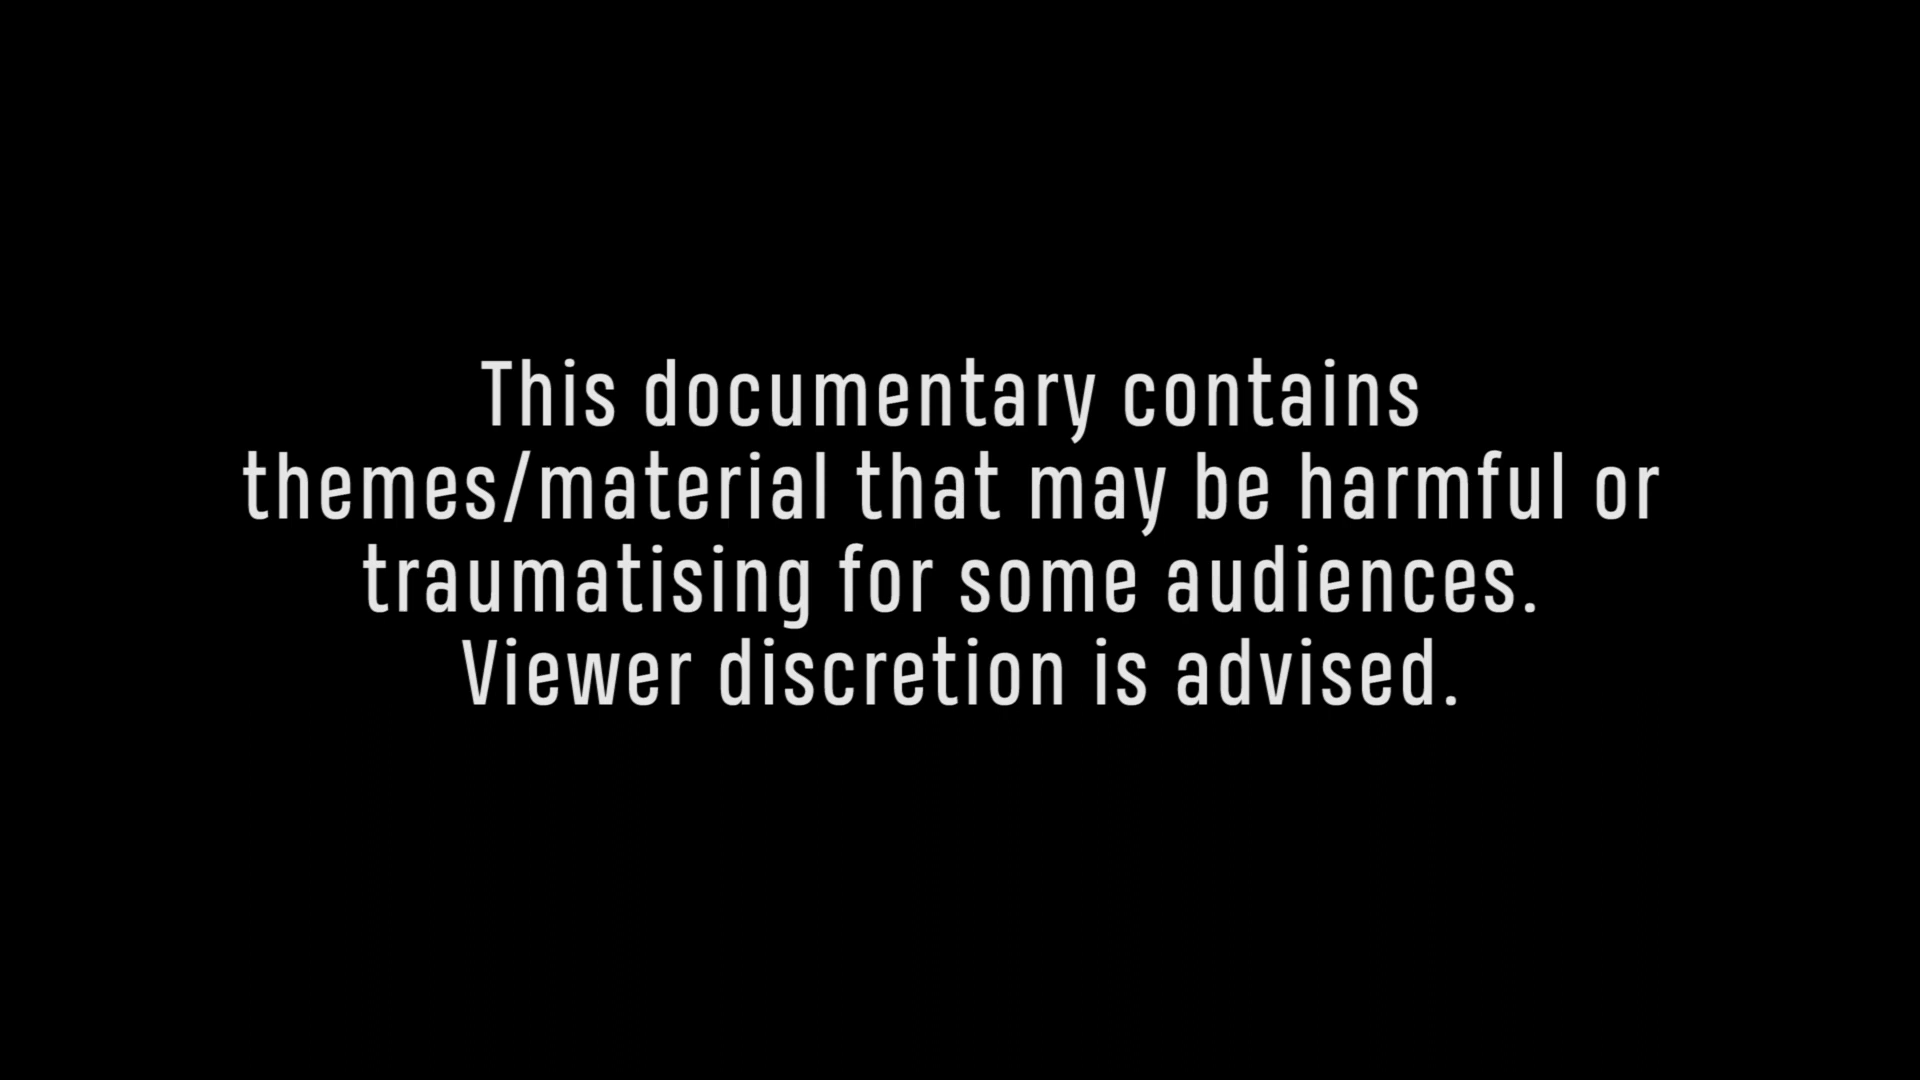 This documentary contains
themes/material that may be harmful or
traumatising for some audiences.
Viewer discretion is advised.